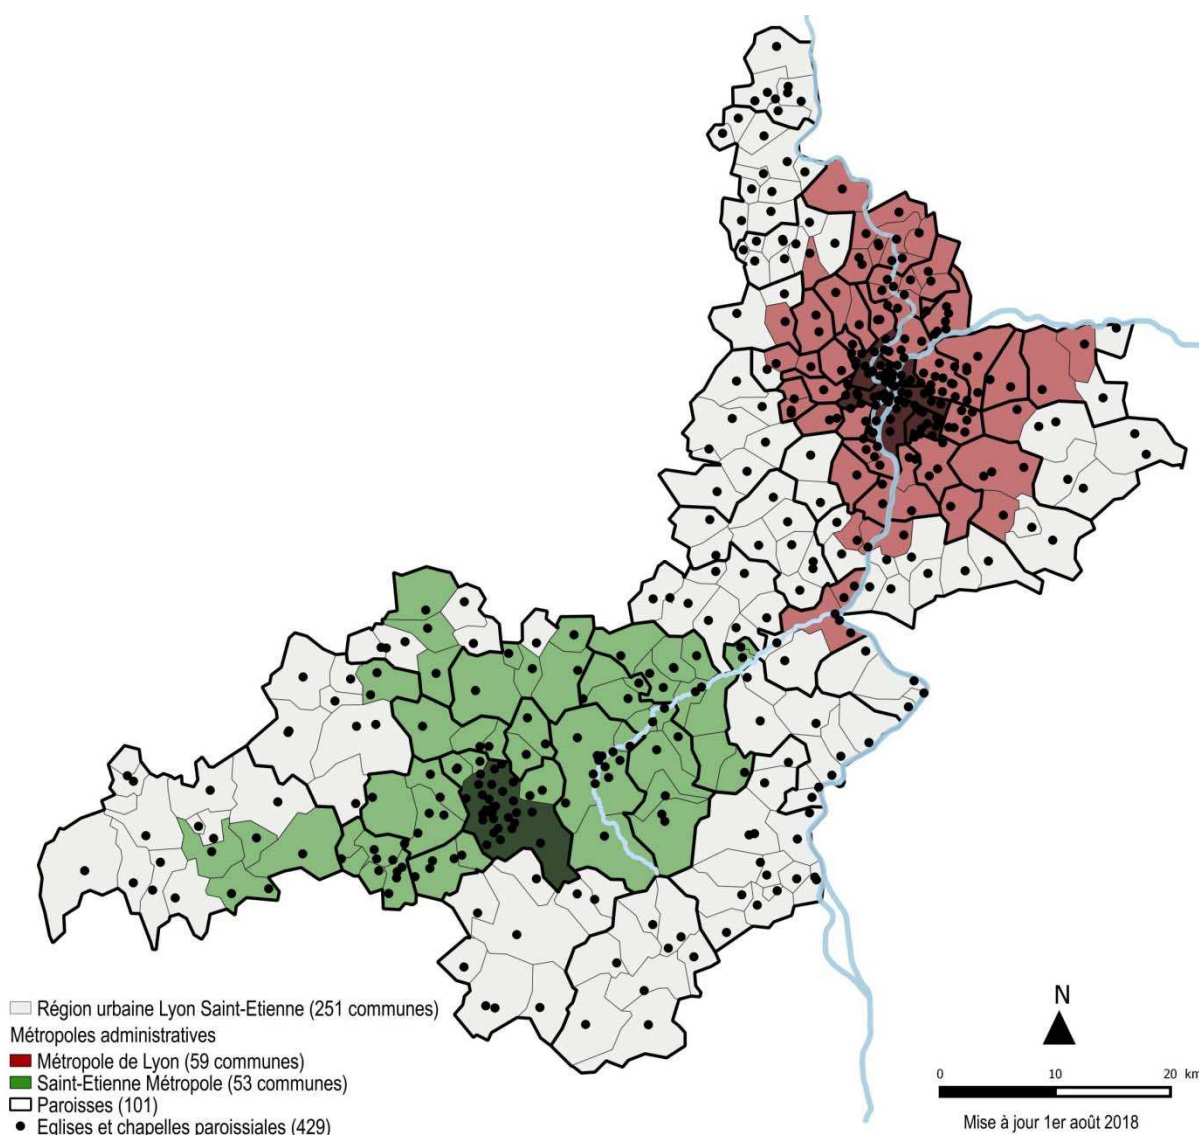 Région urbaine Lyon Saint-Etienne (251 communes)
Métropoles administratives
Métropole de Lyon (59 communes)
Saint-Etienne Métropole (53 communes)
Paroisses (101)
Eglises et chapelles paroissiales (429)
N
0 10 20 km
Mise à jour 1er août 2018